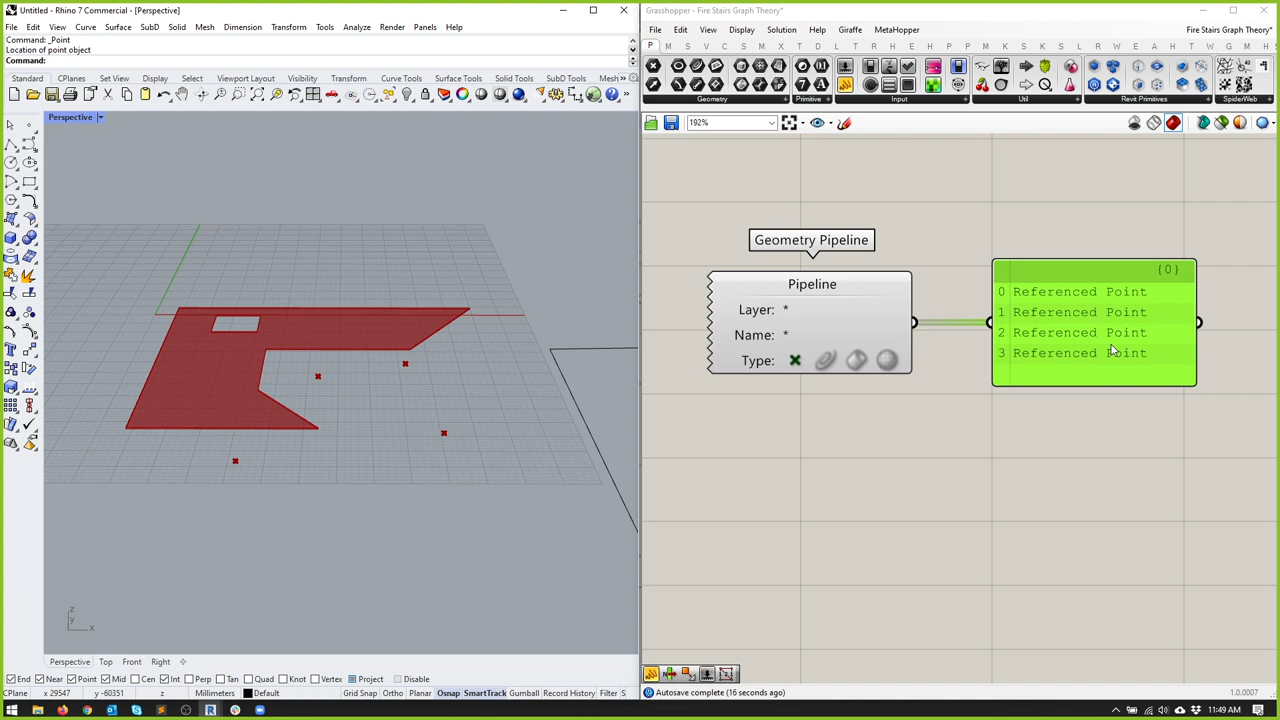 Untitled - Rhino 7 Commercial - [Perspective]
File Edit View Curve Surface SubD Solid Mesh Dimension Transform Tools Analyze Render Panels Help
Command: _Point
Location of point object
Command:
Standard CPlanes Set View Display Select Viewport Layout Visibility Transform Curve Tools Surface Tools Solid Tools SubD Tools Mesh
Perspective
z
y
x
Perspective Top Front Right
End Near Point Mid Cen Int Perp Tan Quad Knot Vertex Project Disable
CPlane x 29547 y -60351 z Millimeters Default Grid Snap Ortho Planar Osnap SmartTrack Gumball Record History Filter S
Grasshopper - Fire Stairs Graph Theory*
File Edit View Display Solution Help Giraffe MetaHopper Fire Stairs Graph Theory*
Geometry Primitive Input Util Revit Primitives SpiderWeb
192%
Geometry Pipeline
Pipeline
Layer: *
Name: *
Type:
(0)
0 Referenced Point
1 Referenced Point
2 Referenced Point
3 Referenced Point
Autosave complete (16 seconds ago) 1.0.0007
11:49 AM